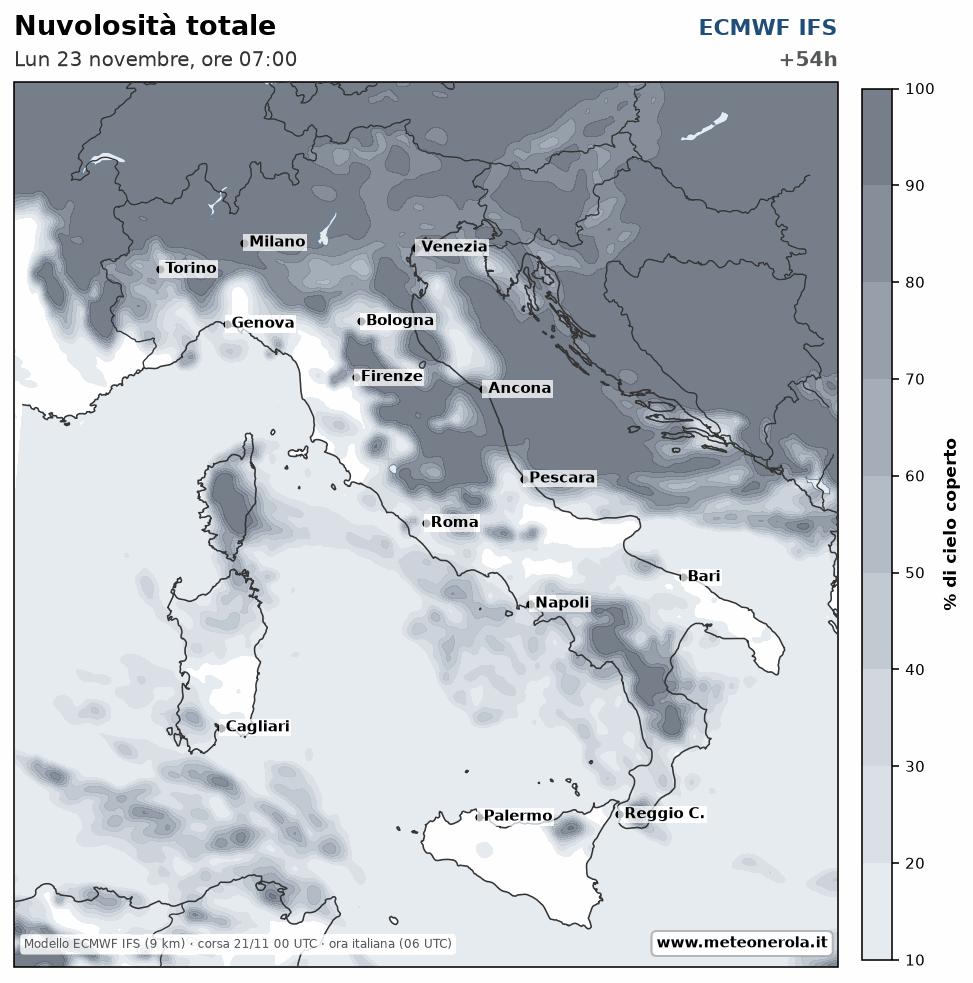 Nuvolosità totale
ECMWF IFS
Lun 23 novembre, ore 07:00
+54h
Milano
Venezia
Torino
Genova
Bologna
Firenze
Ancona
Pescara
Roma
Bari
Napoli
Cagliari
Palermo
Reggio C.
100
90
80
70
60
50
40
30
20
10
% di cielo coperto
Modello ECMWF IFS (9 km) · corsa 21/11 00 UTC · ora italiana (06 UTC)
www.meteonerola.it